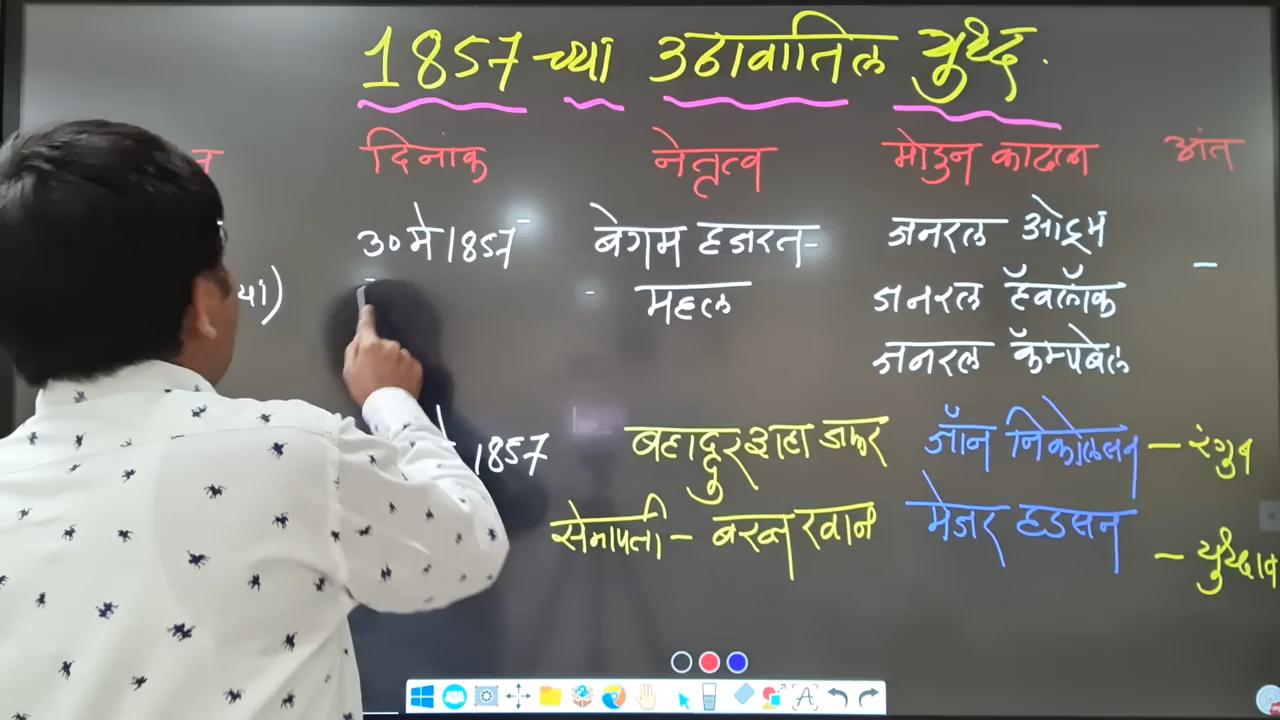 1857 च्या उठावातिल युध्द.
दिनांक नेतृत्व मोडुन काढल अंत
30 मे 1857 बेगम हजरत- जनरल ओट्रम -
महल जनरल हॅवलॉक
जनरल कॅम्पबेल
1857 बहादुरशहा जफर जॉन निकोलसन - रंगुन
सेनापती - बख्त खान मेजर हडसन - युध्दात